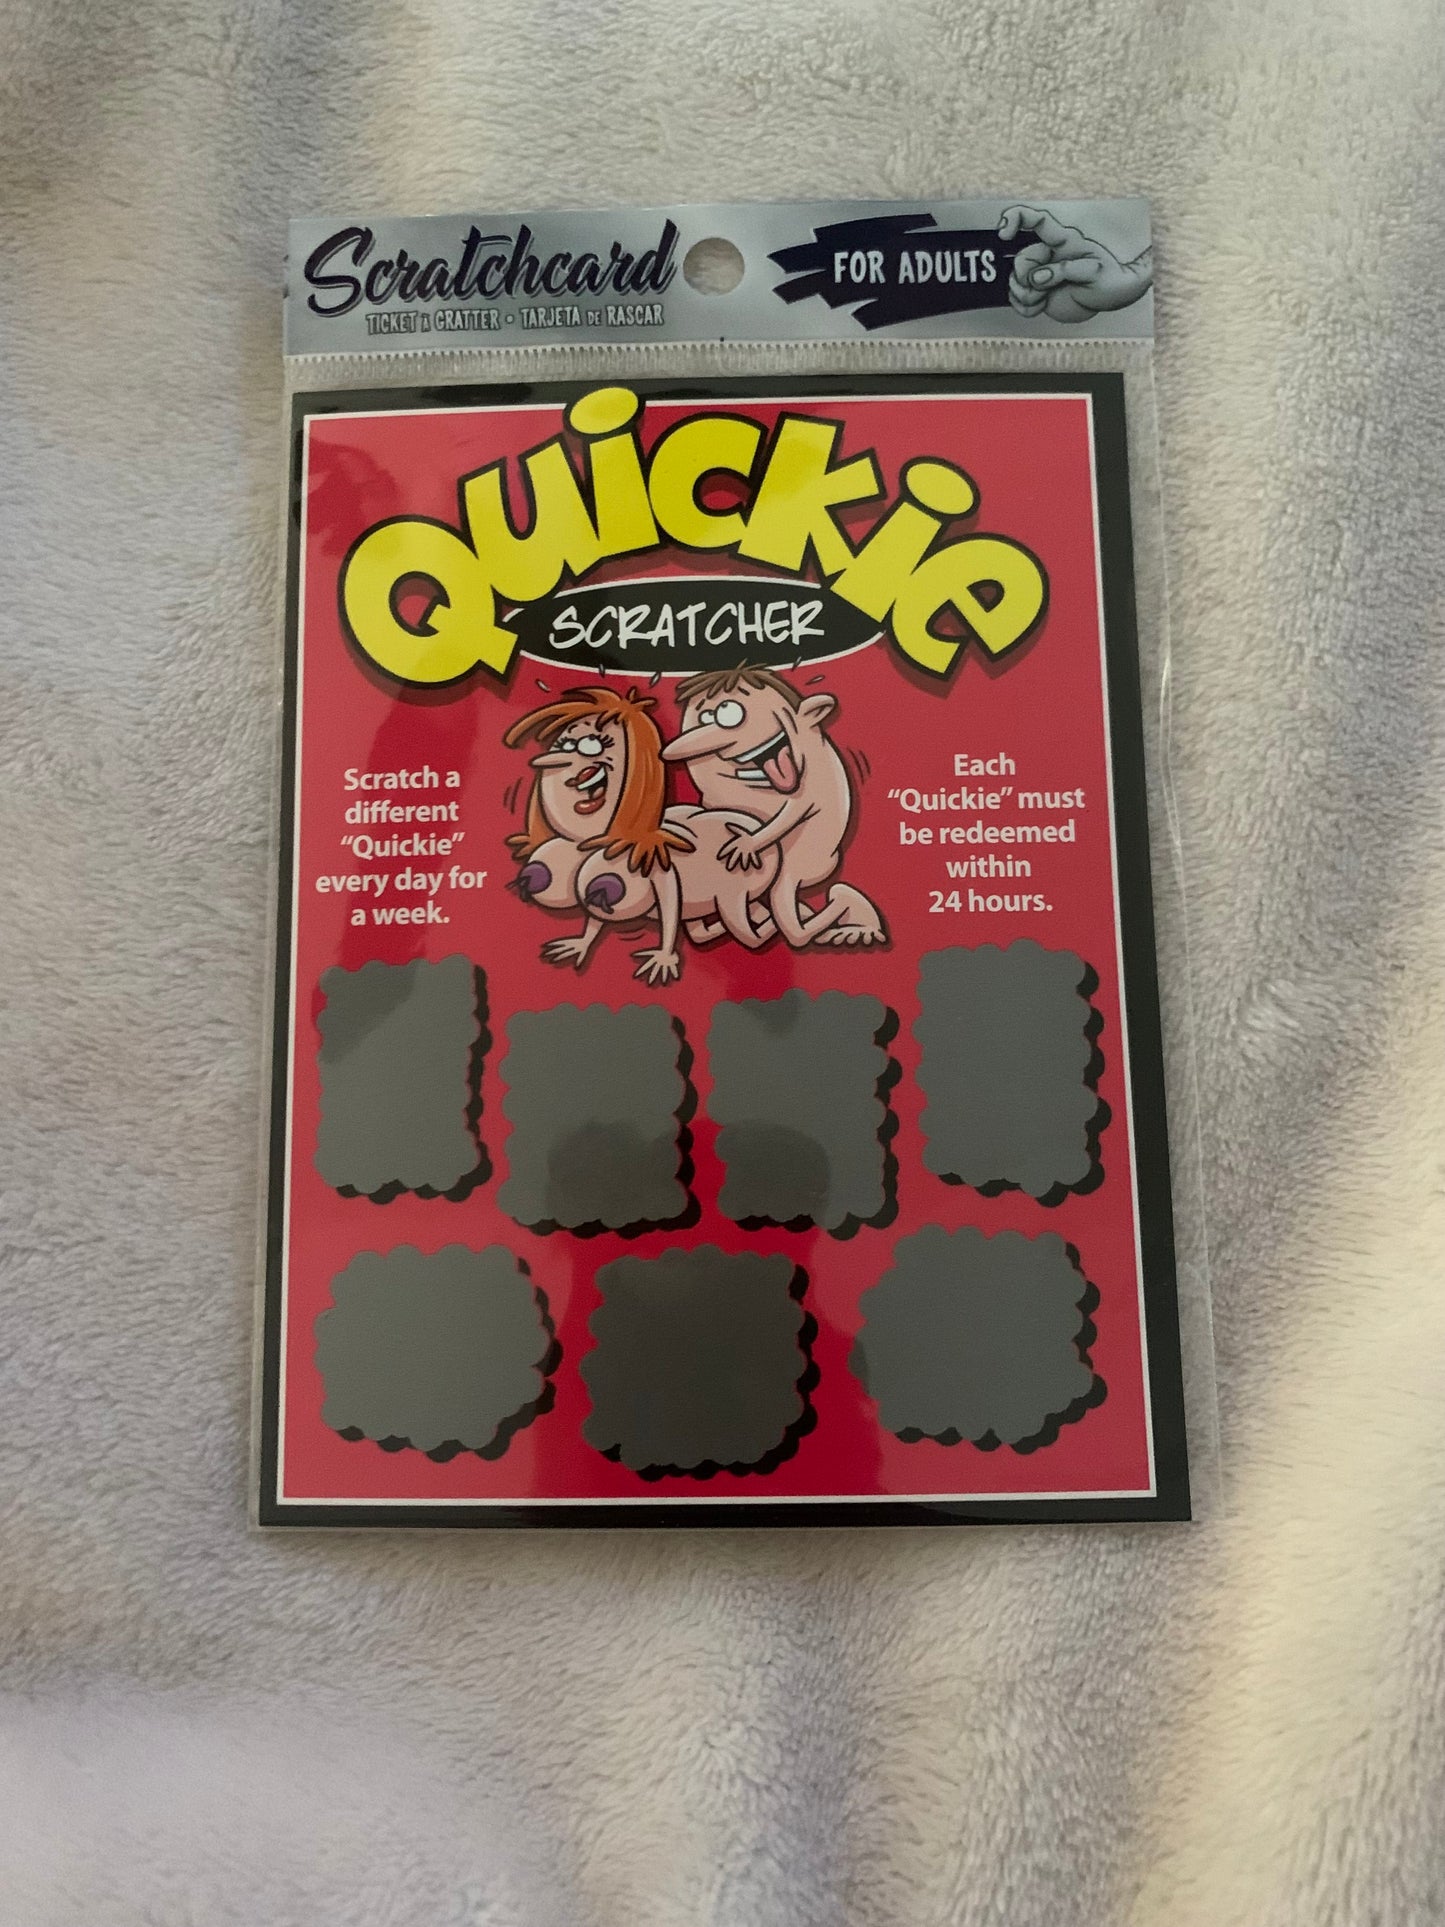 Scratchcard
TICKET À GRATTER • TARJETA DE RASCAR
FOR ADULTS
Quickie
SCRATCHER
Scratch a
different
“Quickie”
every day for
a week.
Each
“Quickie” must
be redeemed
within
24 hours.